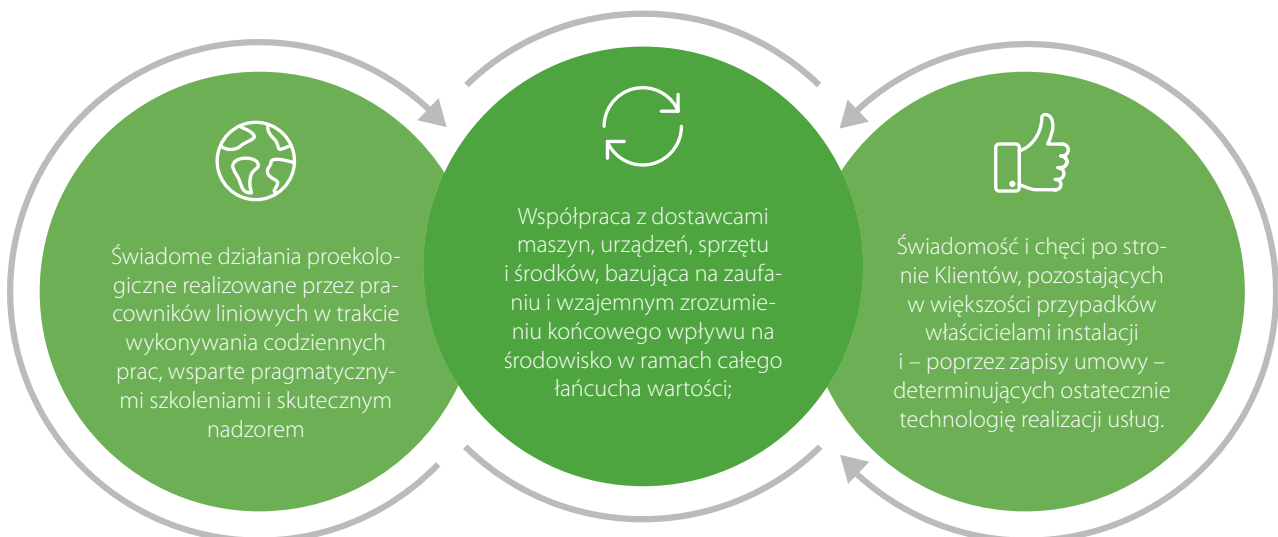 Świadome działania proekolo-
giczne realizowane przez pra-
cowników liniowych w trakcie
wykonywania codziennych
prac, wsparte pragmatyczny-
mi szkoleniami i skutecznym
nadzorem
Współpraca z dostawcami
maszyn, urządzeń, sprzętu
i środków, bazująca na zaufa-
niu i wzajemnym zrozumie-
niu końcowego wpływu na
środowisko w ramach całego
łańcucha wartości;
Świadomość i chęci po stro-
nie Klientów, pozostających
w większości przypadków
właścicielami instalacji
i – poprzez zapisy umowy –
determinujących ostatecznie
technologię realizacji usług.